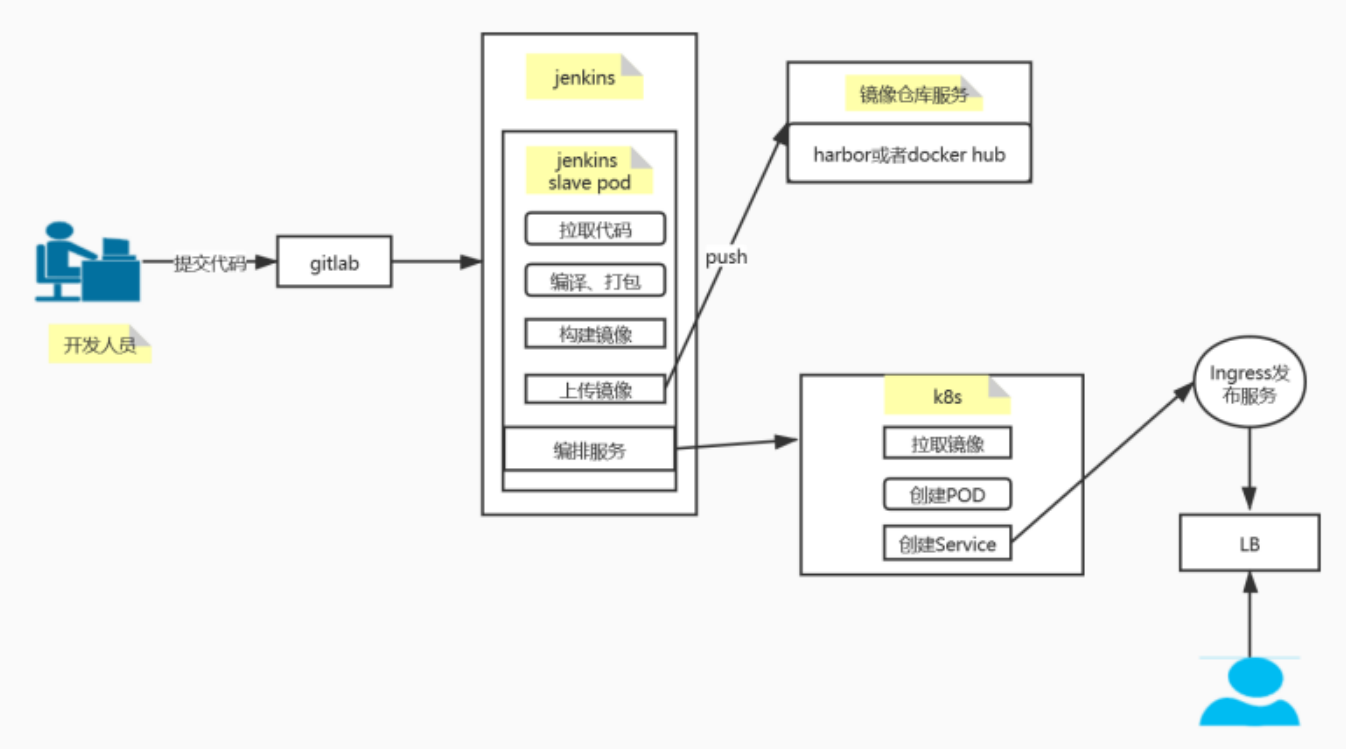 jenkins
jenkins
slave pod
拉取代码
编译、打包
构建镜像
上传镜像
编排服务
镜像仓库服务
harbor或者docker hub
提交代码
gitlab
开发人员
push
k8s
拉取镜像
创建POD
创建Service
Ingress发
布服务
LB